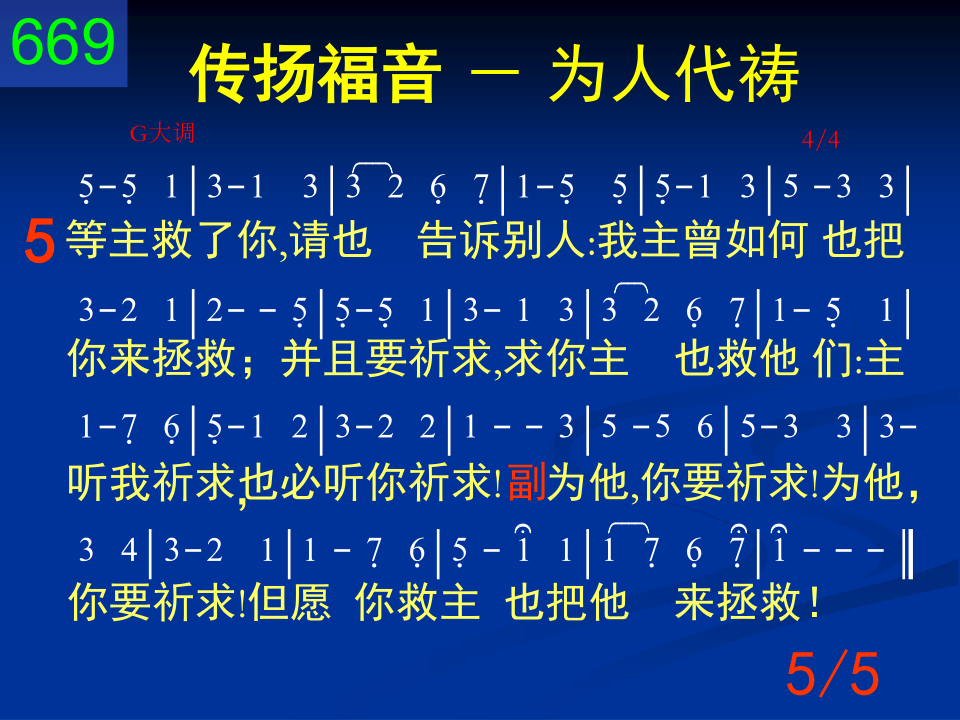 669
传扬福音 － 为人代祷
G大调 4/4
5̣-5̣ 1|3-1 3|3 2 6̣ 7̣|1-5̣ 5̣|5̣-1 3|5-3 3|
5 等主救了你,请也 告诉别人:我主曾如何 也把
3-2 1|2--5̣|5̣-5̣ 1|3-1 3|3 2 6̣ 7̣|1-5̣ 1|
你来拯救；并且要祈求,求你主 也救他 们:主
1-7̣ 6̣|5̣-1 2|3-2 2|1--3|5-5 6|5-3 3|3-
听我祈求,也必听你祈求!副为他,你要祈求!为他，
3 4|3-2 1|1-7̣ 6̣|5̣-1 1|1 7̣ 6̣ 7̣|1---‖
你要祈求!但愿 你救主 也把他 来拯救！
5/5